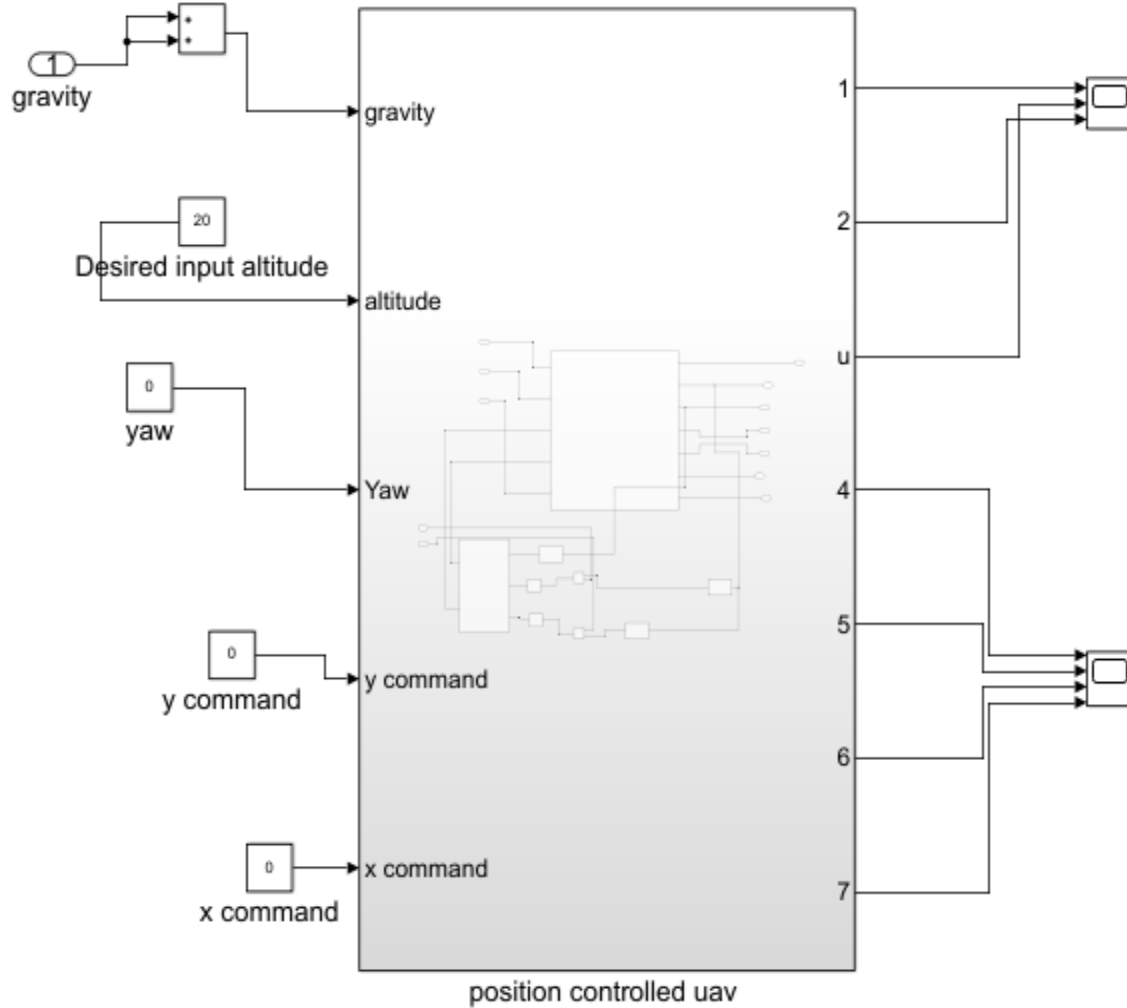 1
gravity
gravity
20
Desired input altitude
altitude
0
yaw
Yaw
0
y command
y command
0
x command
x command
1
2
u
4
5
6
7
position controlled uav